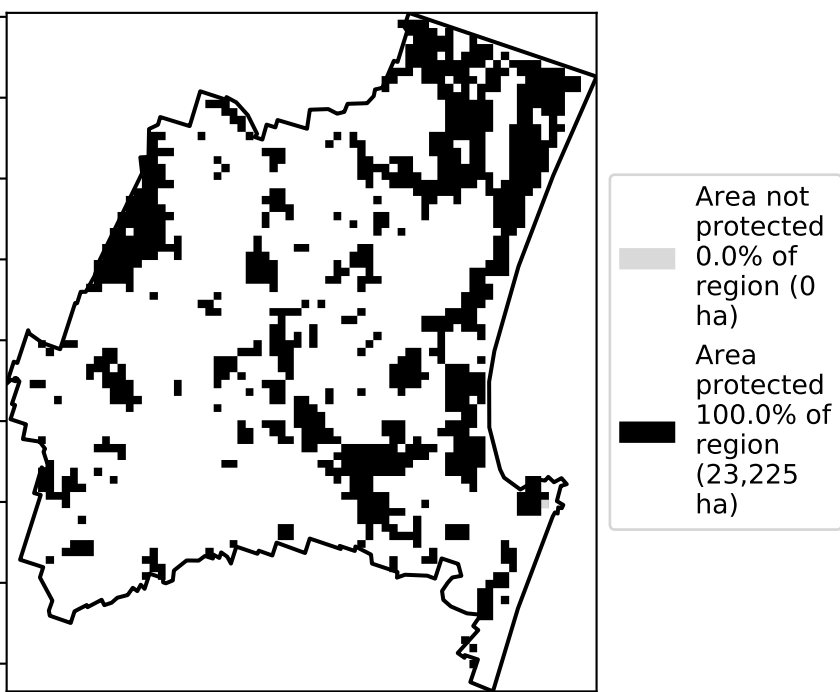 Area not
protected
0.0% of
region (0
ha)
Area
protected
100.0% of
region
(23,225
ha)